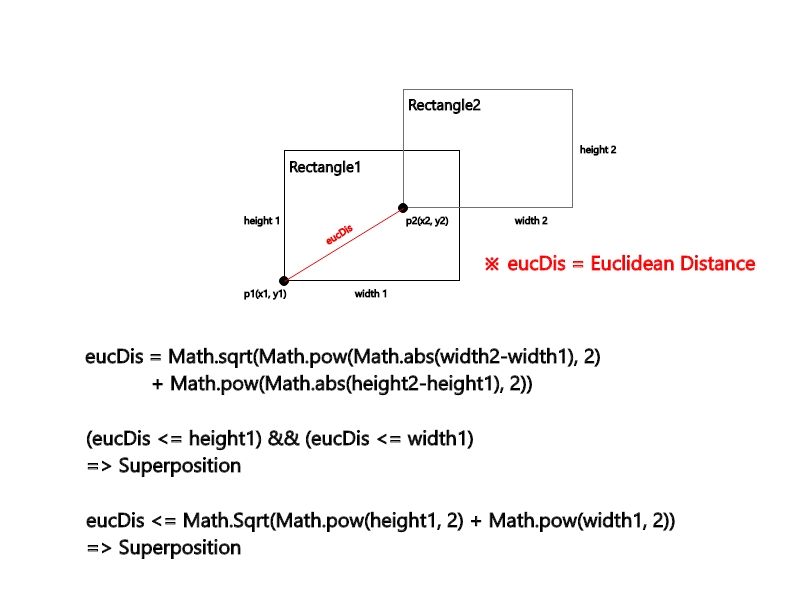 Rectangle2
height 2
Rectangle1
height 1
eucDis
p2(x2, y2)
width 2
※ eucDis = Euclidean Distance
p1(x1, y1)
width 1
eucDis = Math.sqrt(Math.pow(Math.abs(width2-width1), 2)
+ Math.pow(Math.abs(height2-height1), 2))
(eucDis <= height1) && (eucDis <= width1)
=> Superposition
eucDis <= Math.Sqrt(Math.pow(height1, 2) + Math.pow(width1, 2))
=> Superposition